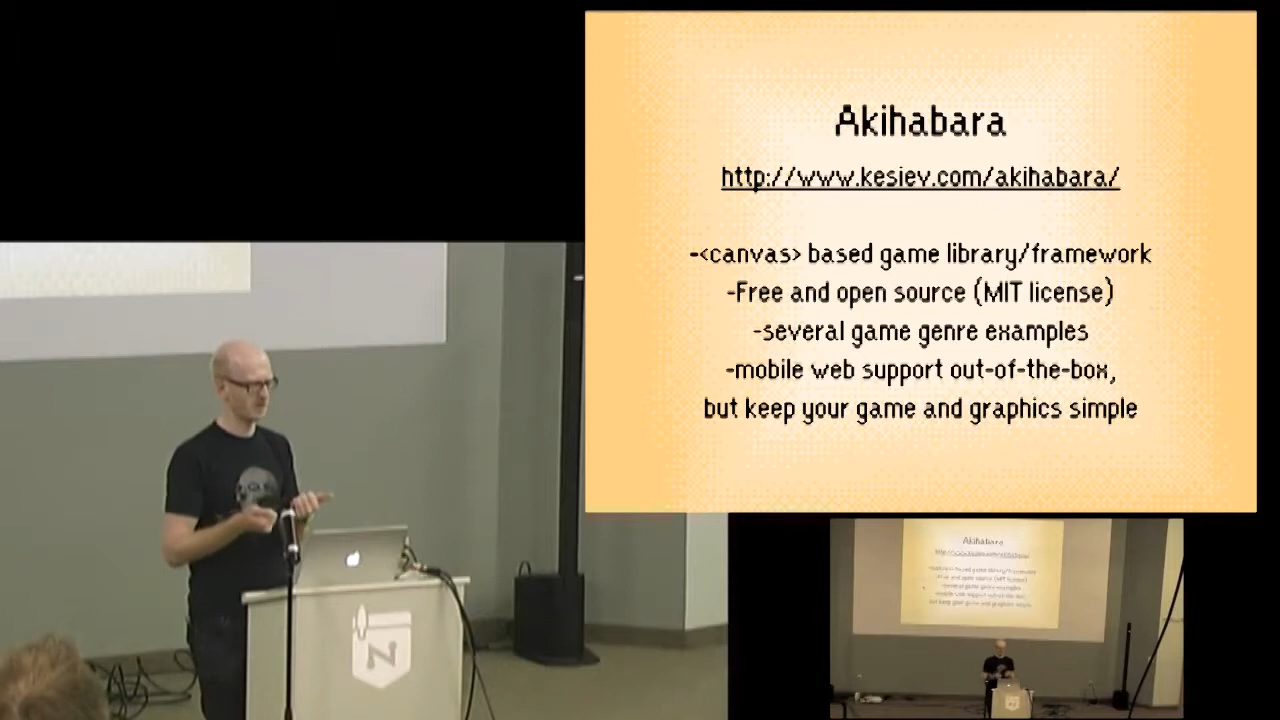 Akihabara
http://www.kesiev.com/akihabara/
-<canvas> based game library/framework
-Free and open source (MIT license)
-several game genre examples
-mobile web support out-of-the-box,
but keep your game and graphics simple
N
Akihabara